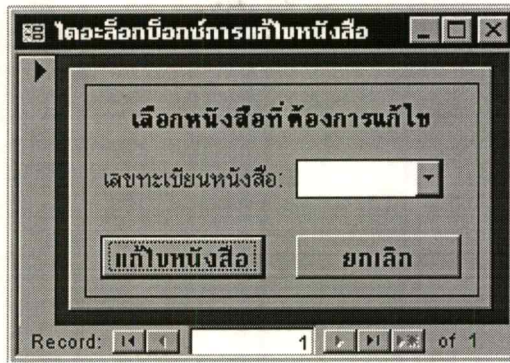 ไดอะล็อกบ็อกซ์การแก้ไขหนังสือ
เลือกหนังสือที่ต้องการแก้ไข
เลขทะเบียนหนังสือ:
แก้ไขหนังสือ ยกเลิก
Record: 1 of 1